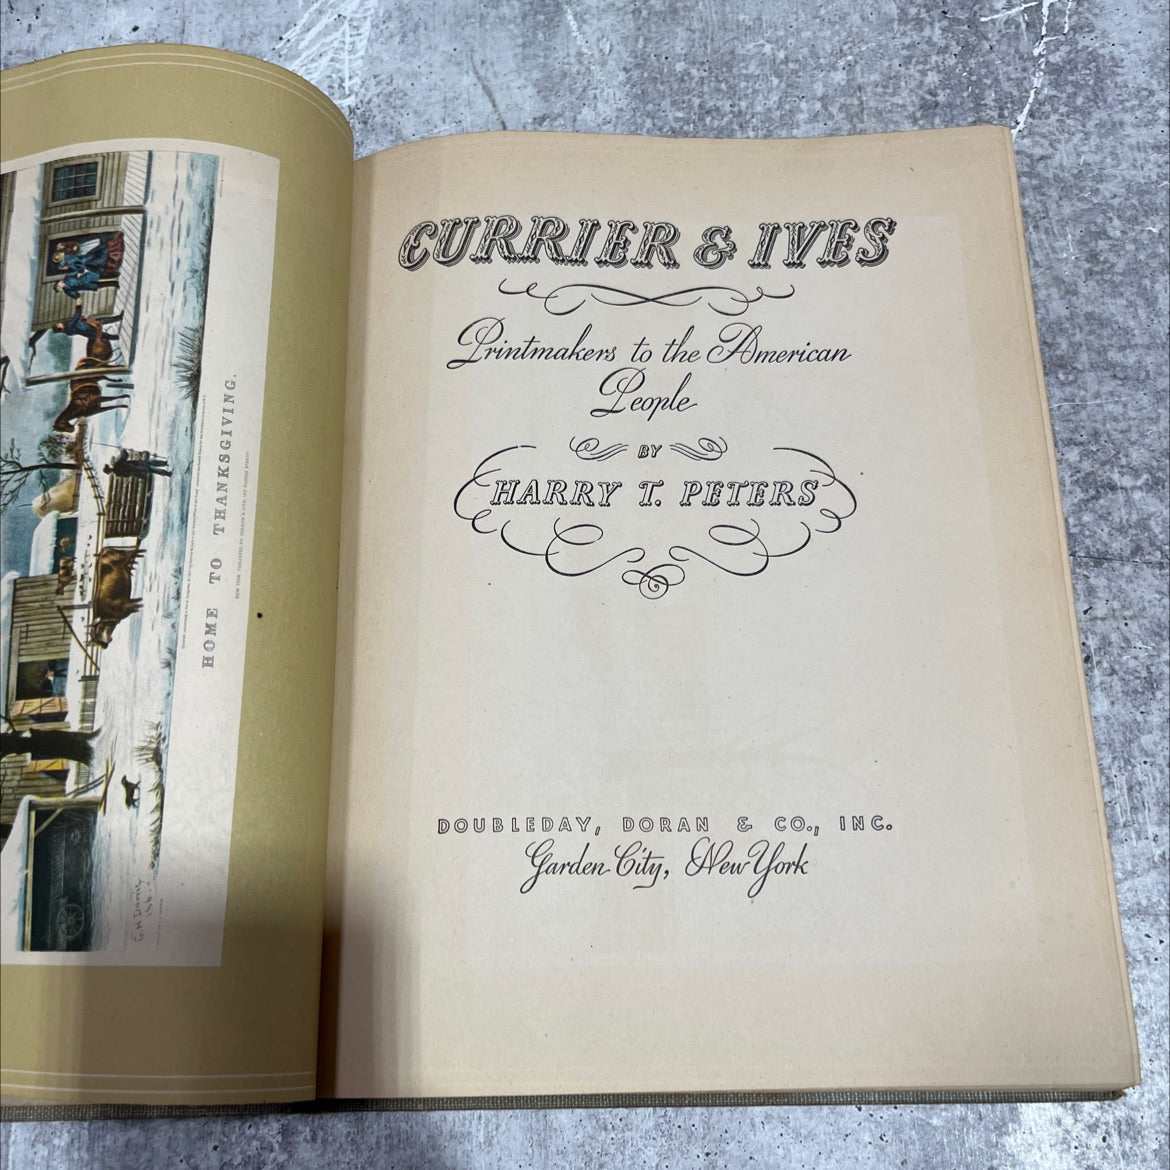 HOME TO THANKSGIVING.
CURRIER & IVES
Printmakers to the American
People
BY
HARRY T. PETERS
DOUBLEDAY, DORAN & CO., INC.
Garden City, New York